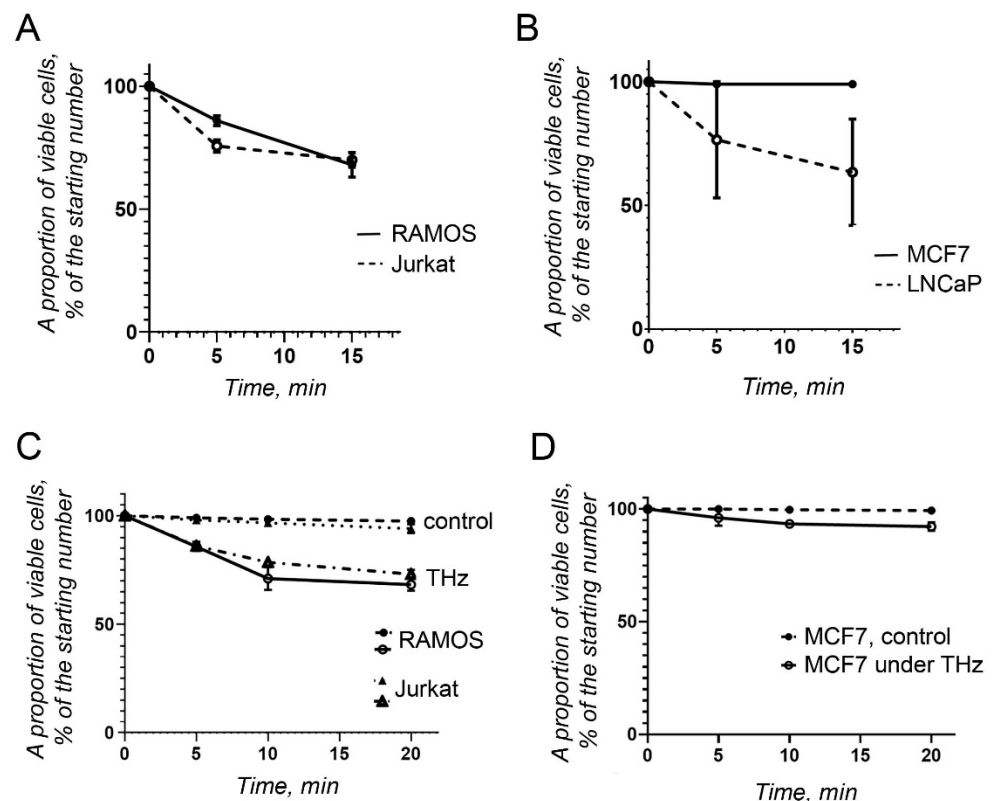 A
A proportion of viable cells,
% of the starting number
100
50
0
0 5 10 15
Time, min
RAMOS
Jurkat
B
A proportion of viable cells,
% of the starting number
100
50
0
0 5 10 15
Time, min
MCF7
LNCaP
C
A proportion of viable cells,
% of the starting number
100
50
0
0 5 10 15 20
Time, min
control
THz
RAMOS
Jurkat
D
A proportion of viable cells,
% of the starting number
100
50
0
0 5 10 15 20
Time, min
MCF7, control
MCF7 under THz